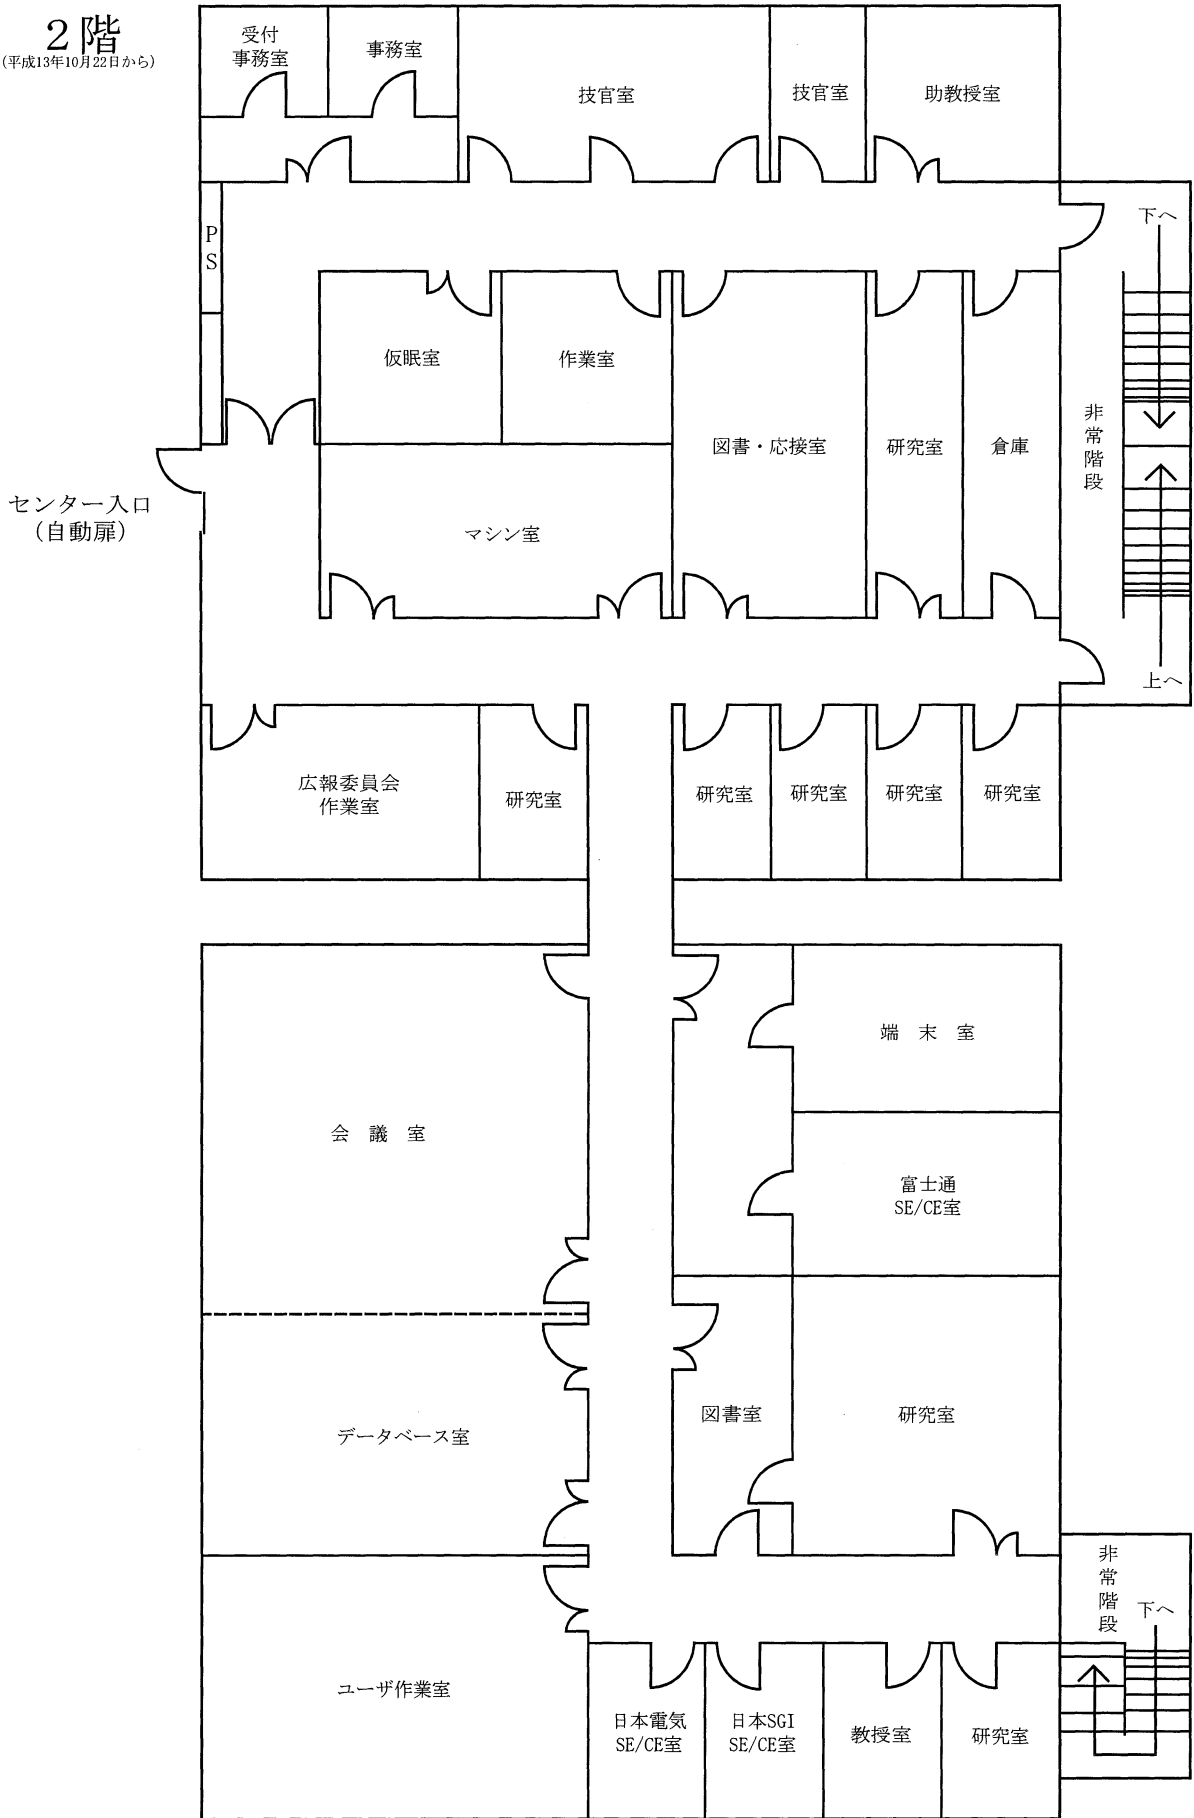 ２階
(平成13年10月22日から)
受付
事務室
事務室
技官室
技官室
助教授室
PS
下へ
仮眠室
作業室
図書・応接室
研究室
倉庫
非常階段
センター入口
(自動扉)
マシン室
上へ
広報委員会
作業室
研究室
研究室
研究室
研究室
研究室
端　末　室
会　議　室
富士通
SE/CE室
図書室
研究室
データベース室
非常階段
下へ
ユーザ作業室
日本電気
SE/CE室
日本SGI
SE/CE室
教授室
研究室